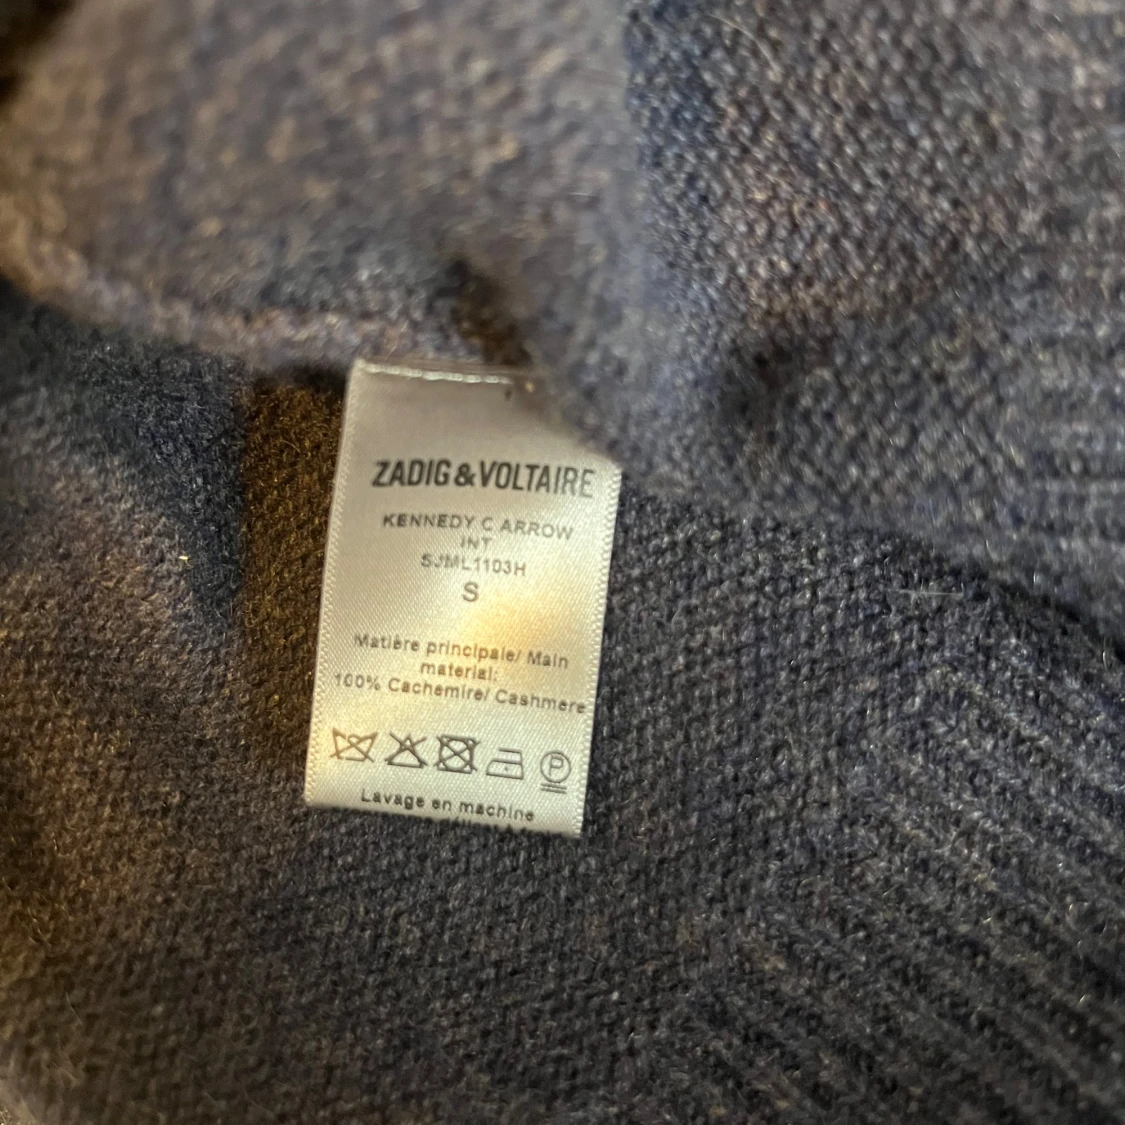 ZADIG&VOLTAIRE
KENNEDY C ARROW
INT
SJML1103H
S
Matière principale/ Main
material:
100% Cachemire/ Cashmere
P
Lavage en machine